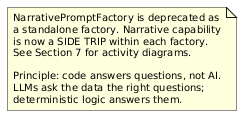 NarrativePromptFactory is deprecated as
a standalone factory. Narrative capability
is now a SIDE TRIP within each factory.
See Section 7 for activity diagrams.

Principle: code answers questions, not AI.
LLMs ask the data the right questions;
deterministic logic answers them.